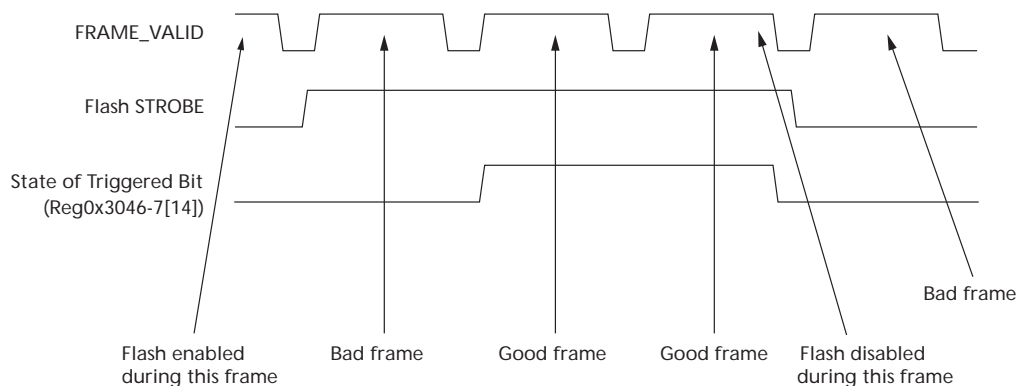 FRAME_VALID
Flash STROBE
State of Triggered Bit
(Reg0x3046-7[14])
Bad frame
Flash enabled
during this frame
Bad frame
Good frame
Good frame
Flash disabled
during this frame